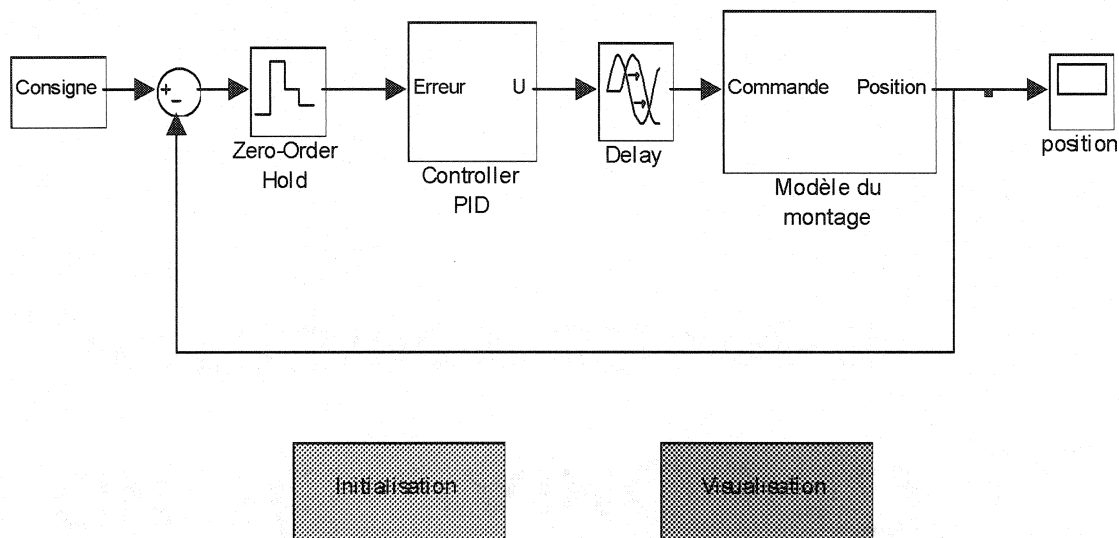 Consigne
+
−
Zero-Order
Hold
Erreur U
Controller
PID
Delay
Commande Position
Modèle du
montage
position
Initialisation
Visualisation